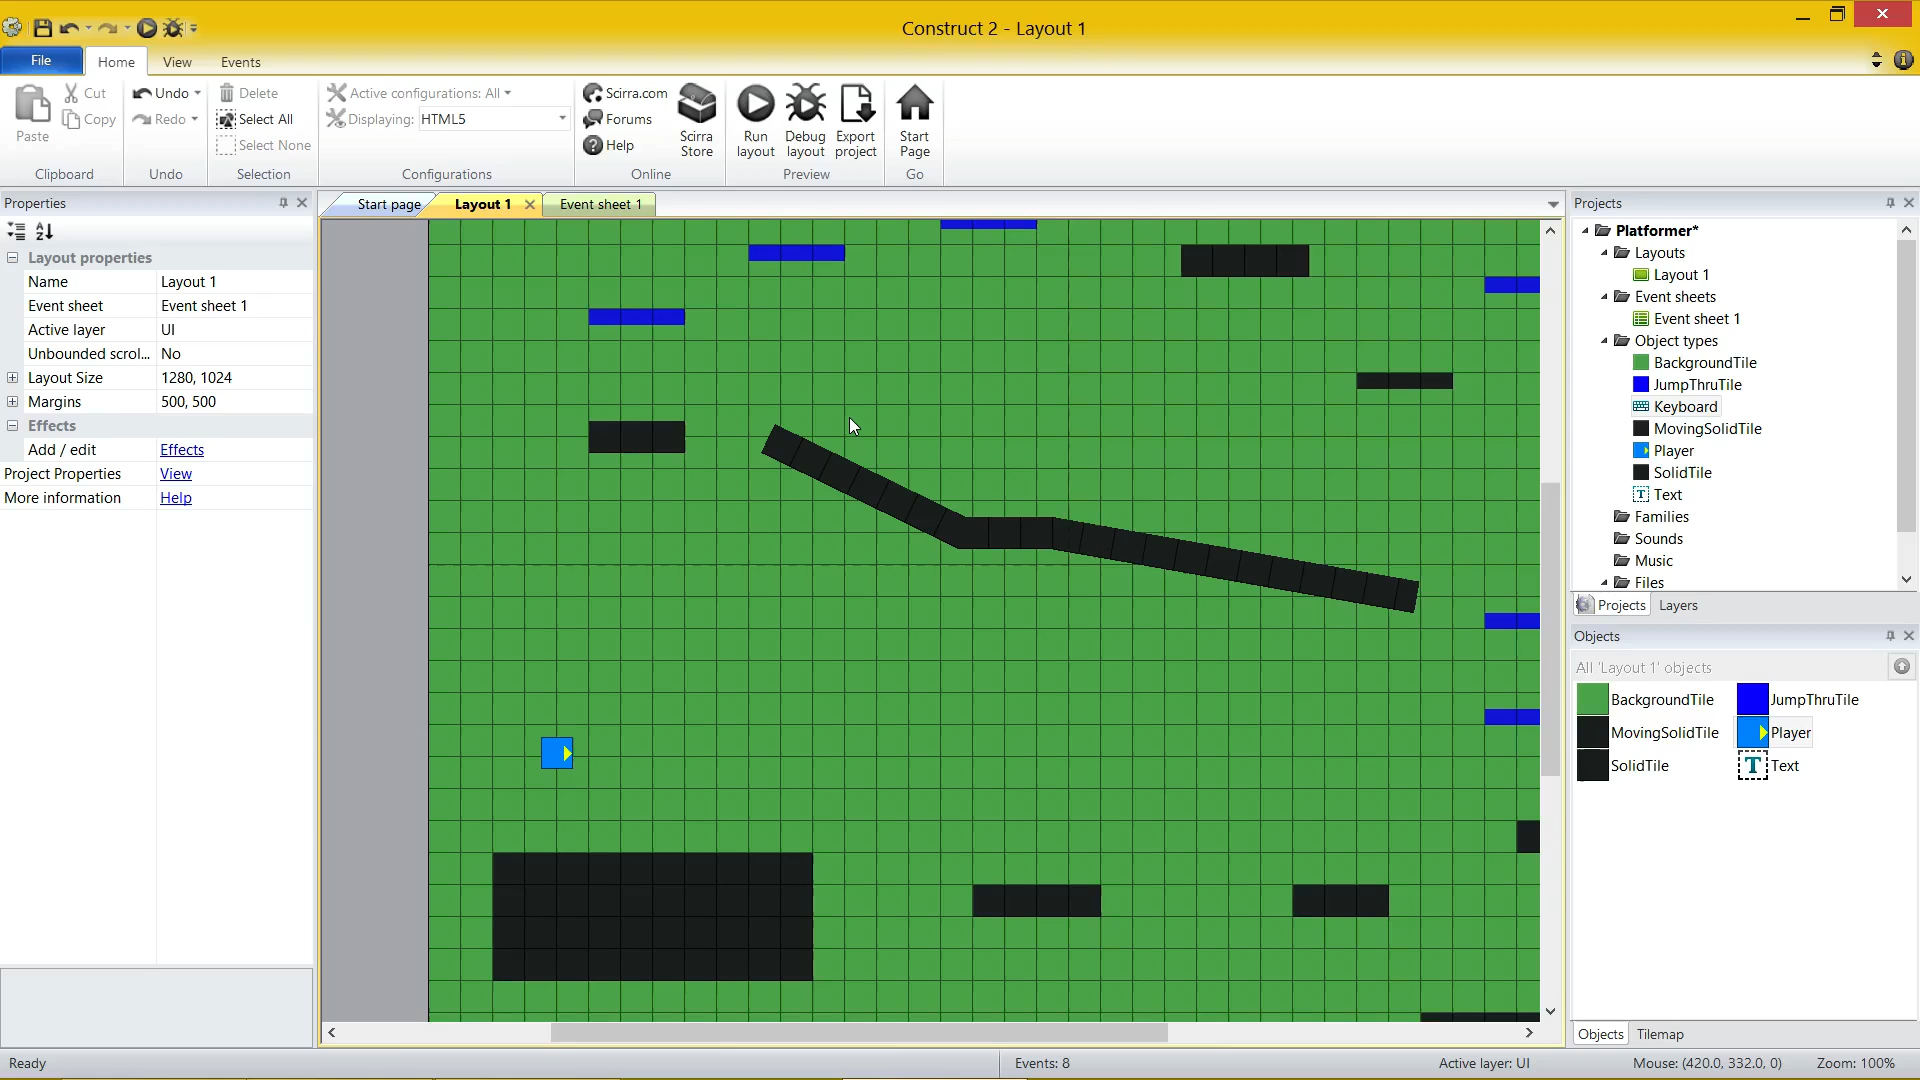 Construct 2 - Layout 1
File
Home
View
Events
Paste
Cut
Copy
Clipboard
Undo
Redo
Undo
Delete
Select All
Select None
Selection
Active configurations: All
Displaying: HTML5
Configurations
Scirra.com
Forums
Help
Scirra Store
Online
Run layout
Debug layout
Export project
Preview
Start Page
Go
Properties
Layout properties
Name Layout 1
Event sheet Event sheet 1
Active layer UI
Unbounded scrol... No
Layout Size 1280, 1024
Margins 500, 500
Effects
Add / edit Effects
Project Properties View
More information Help
Start page
Layout 1
Event sheet 1
Projects
Platformer*
Layouts
Layout 1
Event sheets
Event sheet 1
Object types
BackgroundTile
JumpThruTile
Keyboard
MovingSolidTile
Player
SolidTile
T Text
Families
Sounds
Music
Files
Projects Layers
Objects
All 'Layout 1' objects
BackgroundTile JumpThruTile
MovingSolidTile Player
SolidTile T Text
Objects Tilemap
Ready Events: 8 Active layer: UI Mouse: (420.0, 332.0, 0) Zoom: 100%